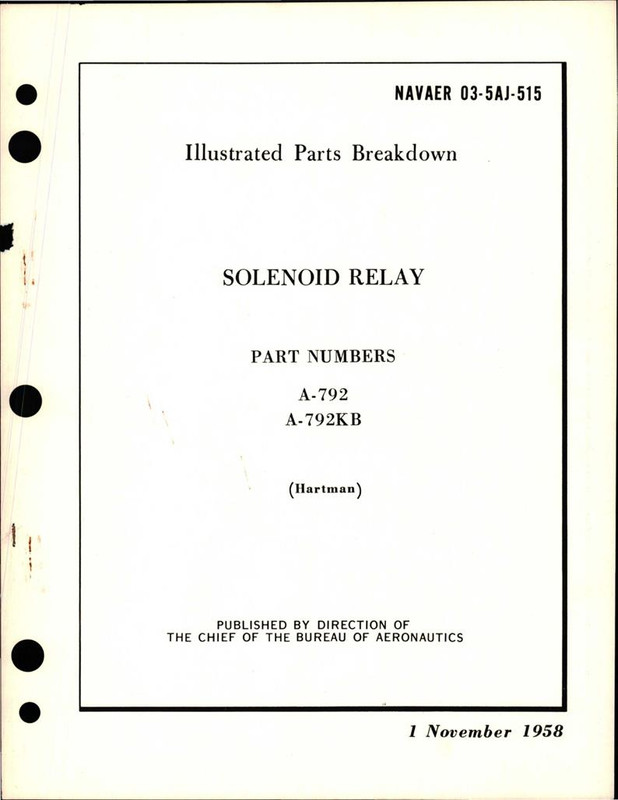 NAVAER 03-5AJ-515
Illustrated Parts Breakdown
SOLENOID RELAY
PART NUMBERS
A-792
A-792KB
(Hartman)
PUBLISHED BY DIRECTION OF
THE CHIEF OF THE BUREAU OF AERONAUTICS
1 November 1958